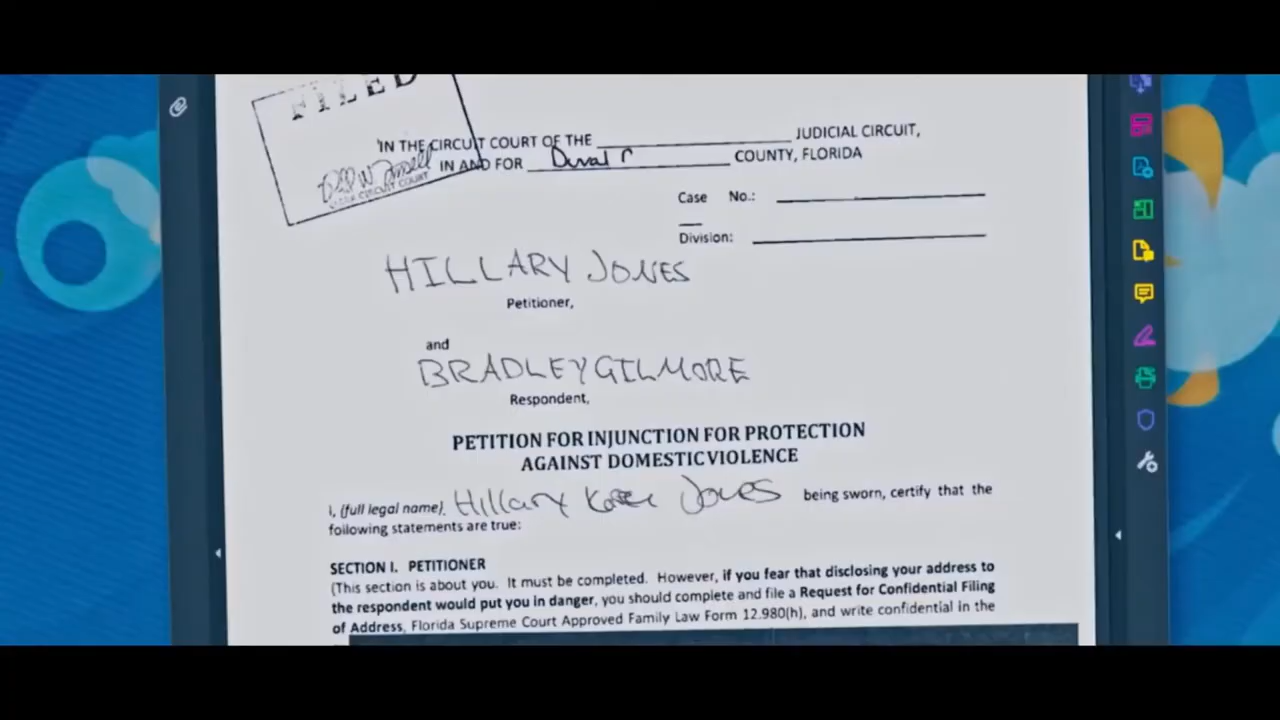 FILED
IN THE CIRCUIT COURT OF THE JUDICIAL CIRCUIT,
IN AND FOR Duval COUNTY, FLORIDA
CLERK CIRCUIT COURT
Case No.:
Division:
HILLARY JONES
Petitioner,
and
BRADLEY GILMORE
Respondent,
PETITION FOR INJUNCTION FOR PROTECTION
AGAINST DOMESTIC VIOLENCE
I, (full legal name) Hillary Jones being sworn, certify that the
following statements are true:
SECTION I. PETITIONER
(This section is about you. It must be completed. However, if you fear that disclosing your address to
the respondent would put you in danger, you should complete and file a Request for Confidential Filing
of Address, Florida Supreme Court Approved Family Law Form 12.980(h), and write confidential in the